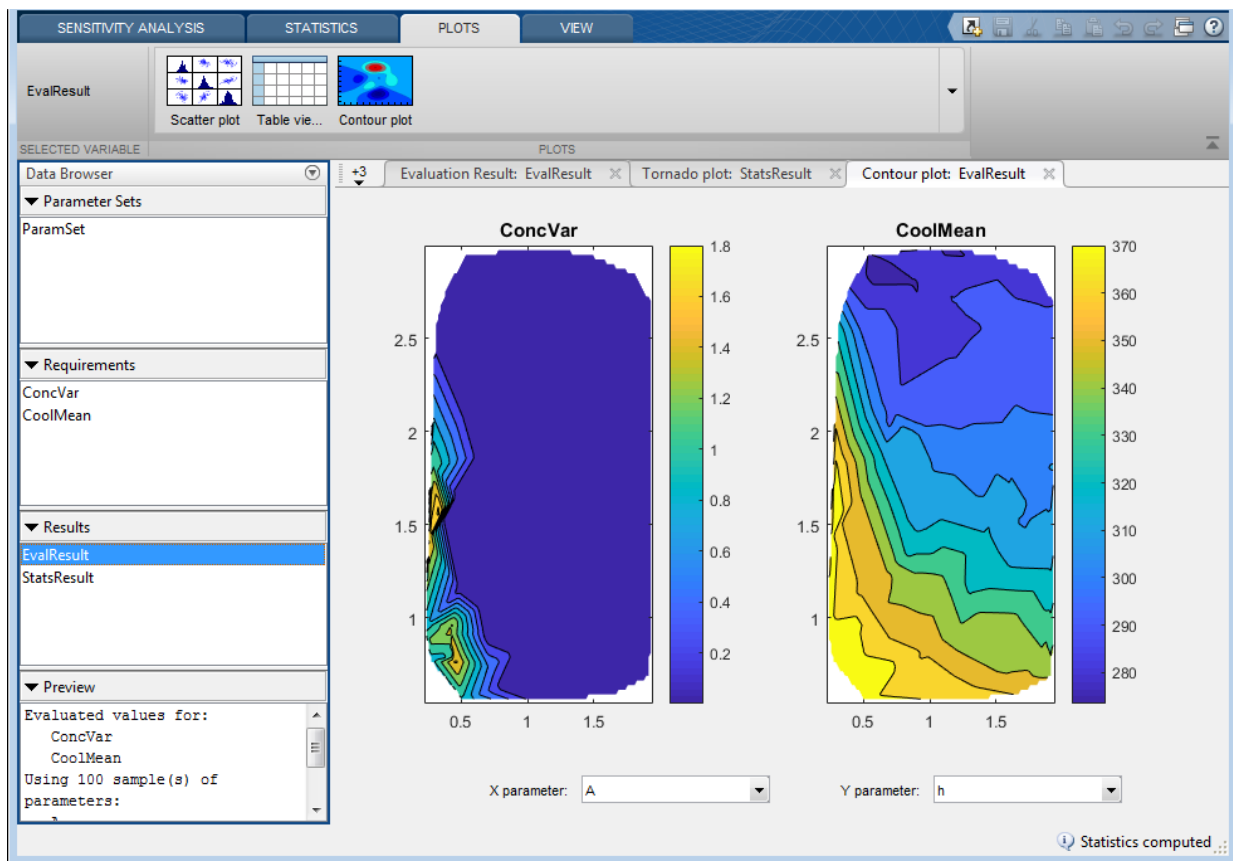 SENSITIVITY ANALYSIS STATISTICS PLOTS VIEW
EvalResult
Scatter plot Table vie... Contour plot
SELECTED VARIABLE PLOTS
Data Browser
+3 Evaluation Result: EvalResult Tornado plot: StatsResult Contour plot: EvalResult
Parameter Sets
ParamSet
Requirements
ConcVar
CoolMean
Results
EvalResult
StatsResult
Preview
Evaluated values for:
ConcVar
CoolMean
Using 100 sample(s) of
parameters:
ConcVar
2.5
2
1.5
1
0.5 1 1.5
1.8
1.6
1.4
1.2
1
0.8
0.6
0.4
0.2
CoolMean
2.5
2
1.5
1
0.5 1 1.5
370
360
350
340
330
320
310
300
290
280
X parameter: A Y parameter: h
Statistics computed